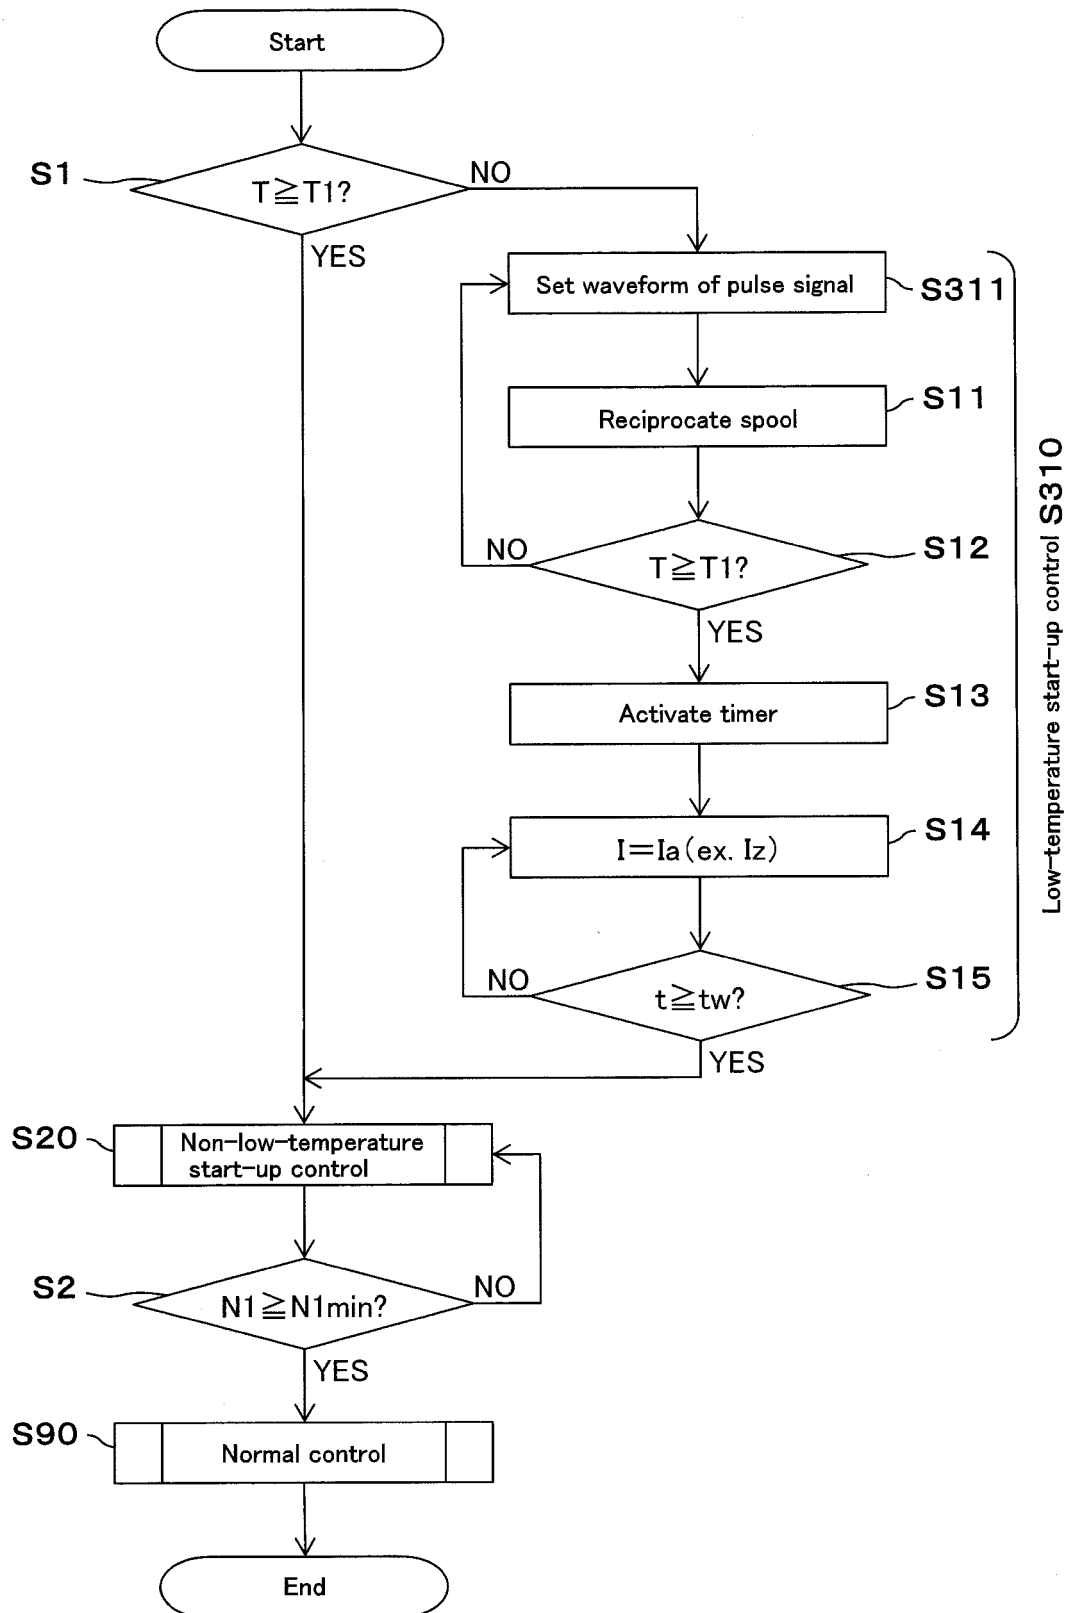 Start
S1
T≧T1?
NO
YES
Set waveform of pulse signal
S311
Reciprocate spool
S11
T≧T1?
S12
NO
YES
Activate timer
S13
I=Ia(ex. Iz)
S14
t≧tw?
S15
NO
YES
Low-temperature start-up control S310
S20
Non-low-temperature
start-up control
S2
N1≧N1min?
NO
YES
S90
Normal control
End